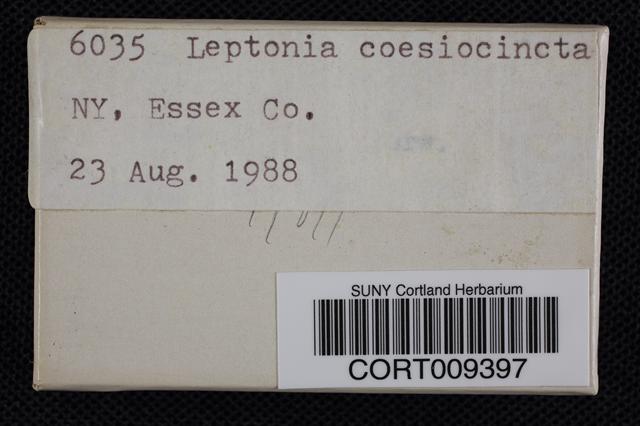 6035 Leptonia coesiocincta
NY, Essex Co.
23 Aug. 1988
SUNY Cortland Herbarium
CORT009397